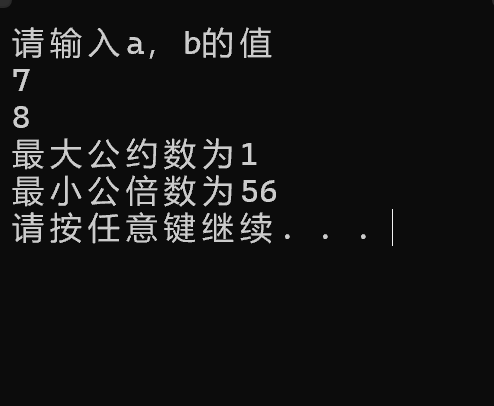 请输入a, b的值
7
8
最大公约数为1
最小公倍数为56
请按任意键继续. . .